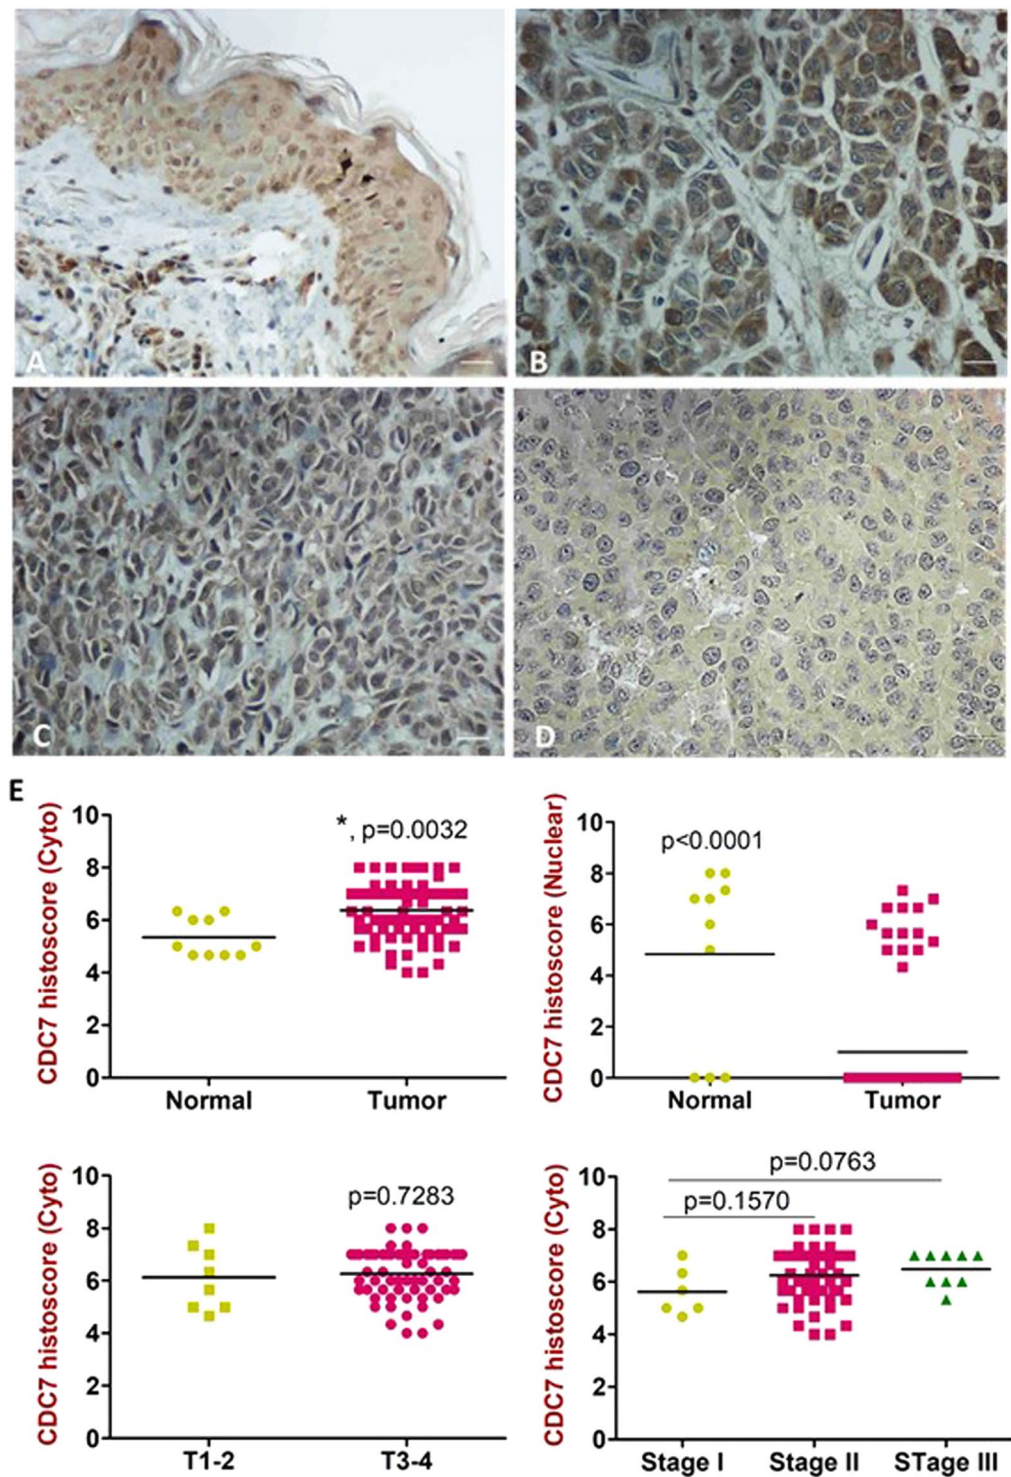 A
B
C
D
E
CDC7 histoscore (Cyto)
10
8
6
4
2
0
*, p=0.0032
Normal
Tumor
CDC7 histoscore (Nuclear)
10
8
6
4
2
0
p<0.0001
Normal
Tumor
CDC7 histoscore (Cyto)
10
8
6
4
2
0
p=0.7283
T1-2
T3-4
CDC7 histoscore (Cyto)
10
8
6
4
2
0
p=0.0763
p=0.1570
Stage I
Stage II
STage III